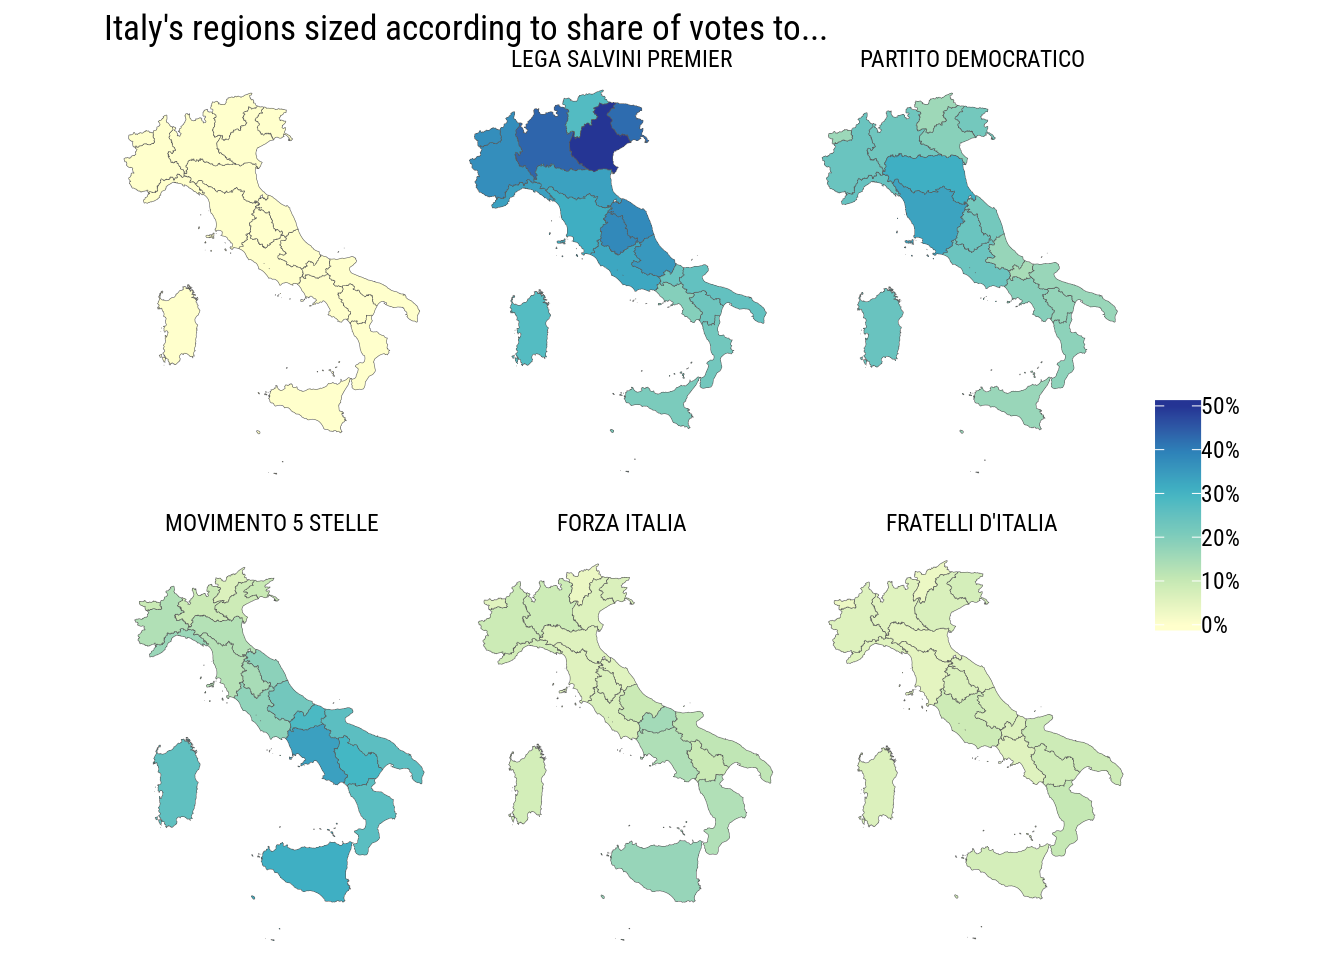 Italy's regions sized according to share of votes to...
LEGA SALVINI PREMIER
PARTITO DEMOCRATICO
50%
40%
30%
20%
10%
0%
MOVIMENTO 5 STELLE
FORZA ITALIA
FRATELLI D'ITALIA